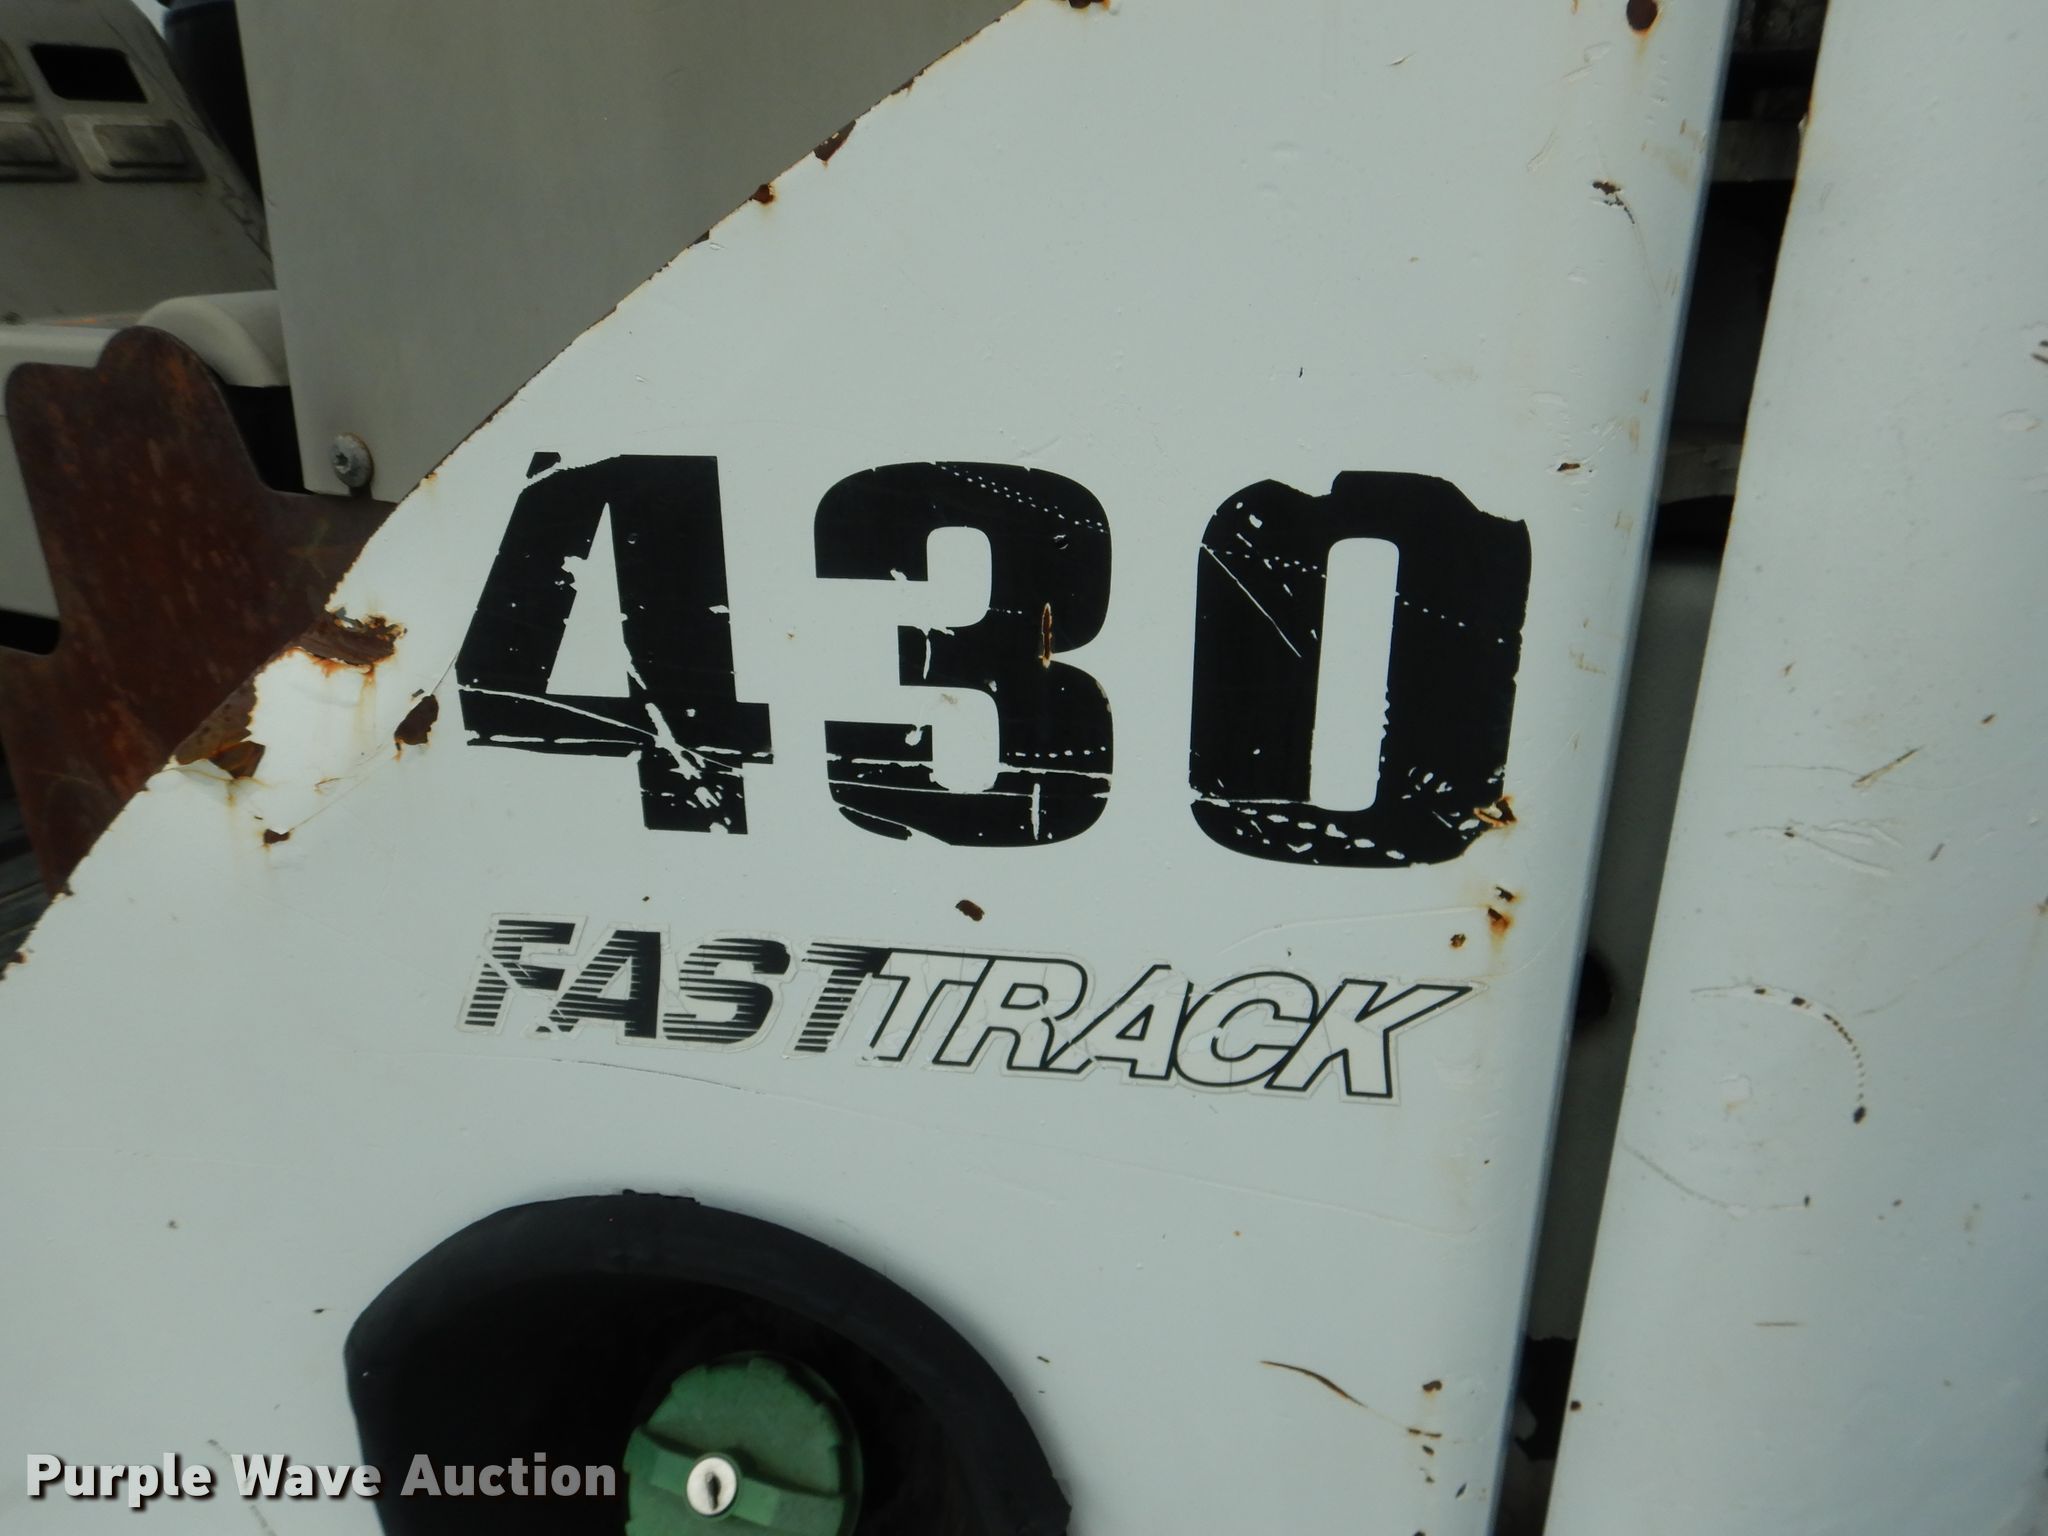 430
FASTTRACK
Purple Wave Auction